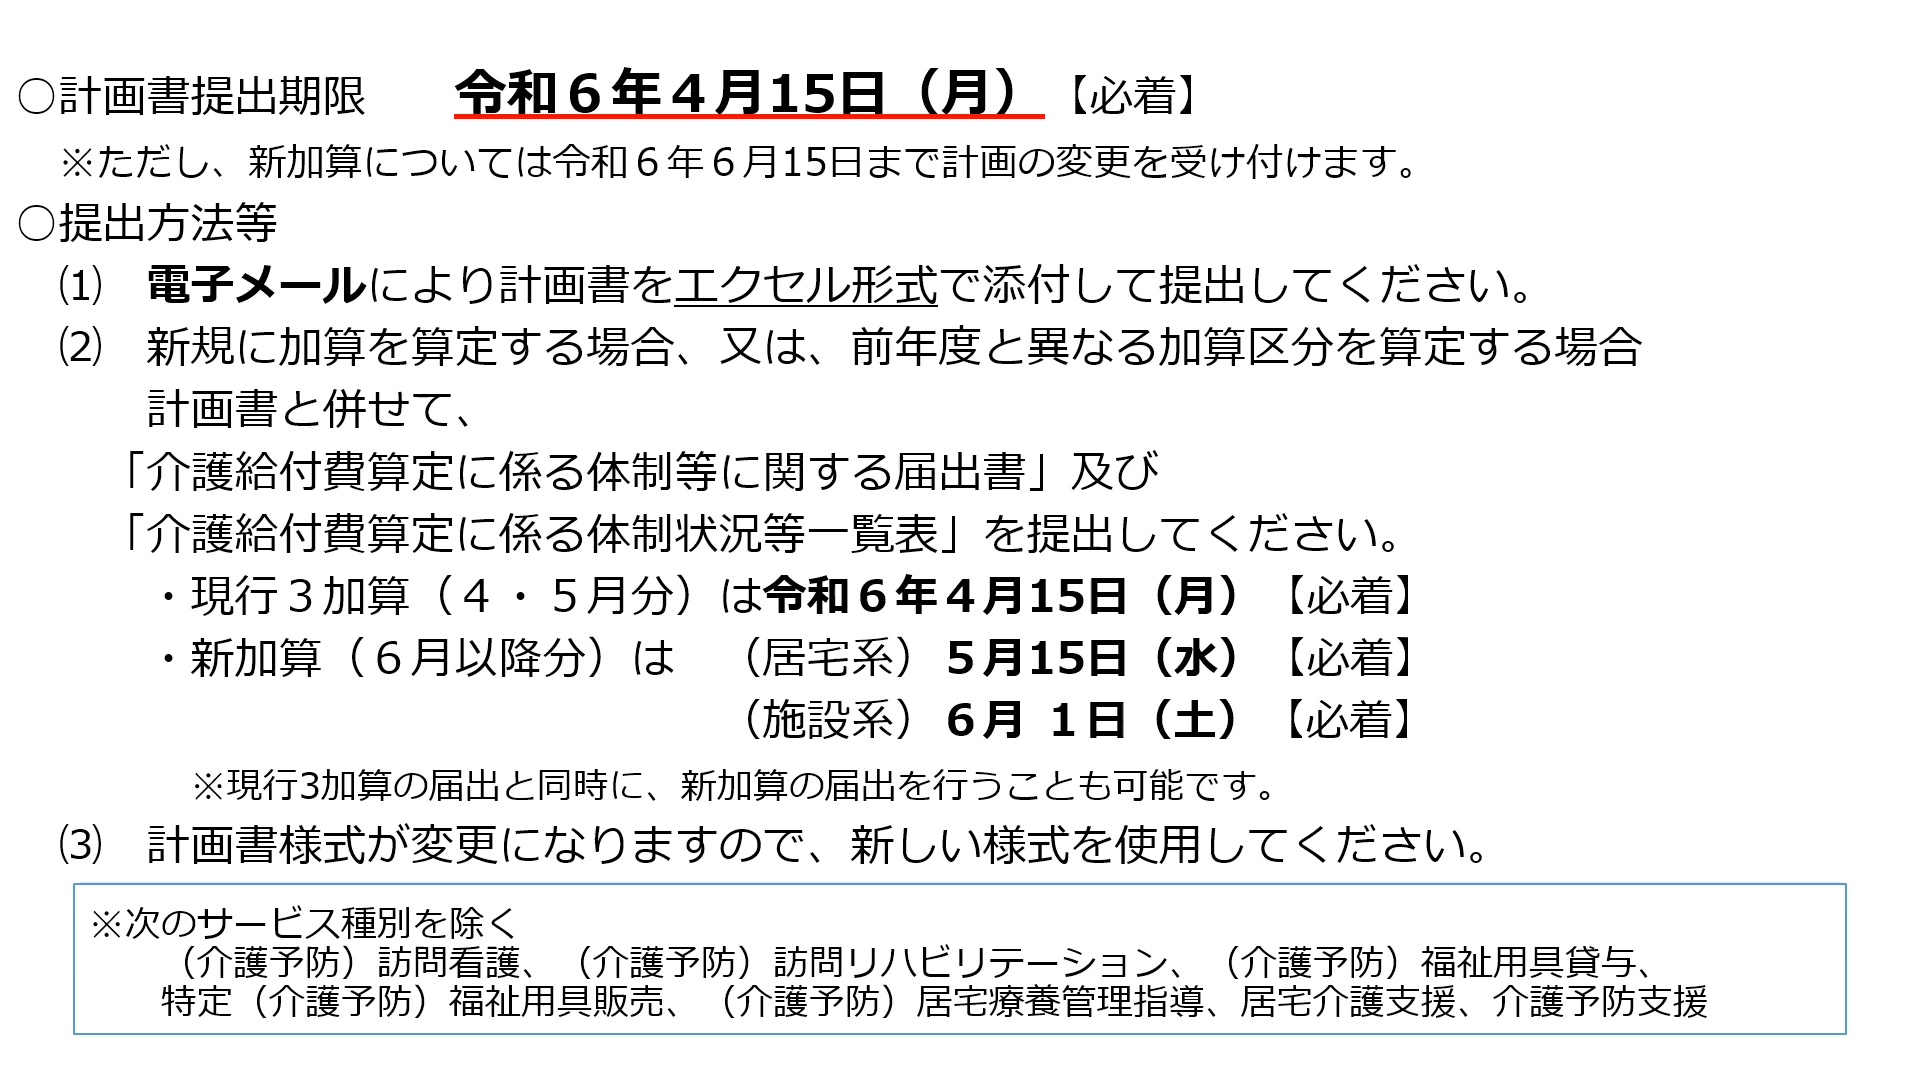 ○計画書提出期限　　令和６年４月15日（月）【必着】
※ただし、新加算については令和６年６月15日まで計画の変更を受け付けます。
○提出方法等
⑴　電子メールにより計画書をエクセル形式で添付して提出してください。
⑵　新規に加算を算定する場合、又は、前年度と異なる加算区分を算定する場合
計画書と併せて、
「介護給付費算定に係る体制等に関する届出書」及び
「介護給付費算定に係る体制状況等一覧表」を提出してください。
・現行３加算（４・５月分）は令和６年４月15日（月）【必着】
・新加算（６月以降分）は　（居宅系）５月15日（水）【必着】
（施設系）６月 １日（土）【必着】
※現行3加算の届出と同時に、新加算の届出を行うことも可能です。
⑶　計画書様式が変更になりますので、新しい様式を使用してください。
※次のサービス種別を除く
（介護予防）訪問看護、（介護予防）訪問リハビリテーション、（介護予防）福祉用具貸与、
特定（介護予防）福祉用具販売、（介護予防）居宅療養管理指導、居宅介護支援、介護予防支援